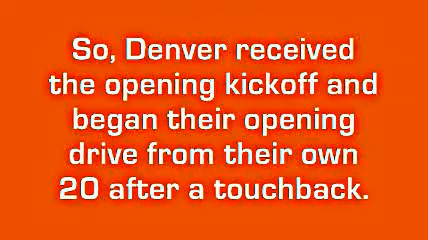 So, Denver received
the opening kickoff and
began their opening
drive from their own
20 after a touchback.